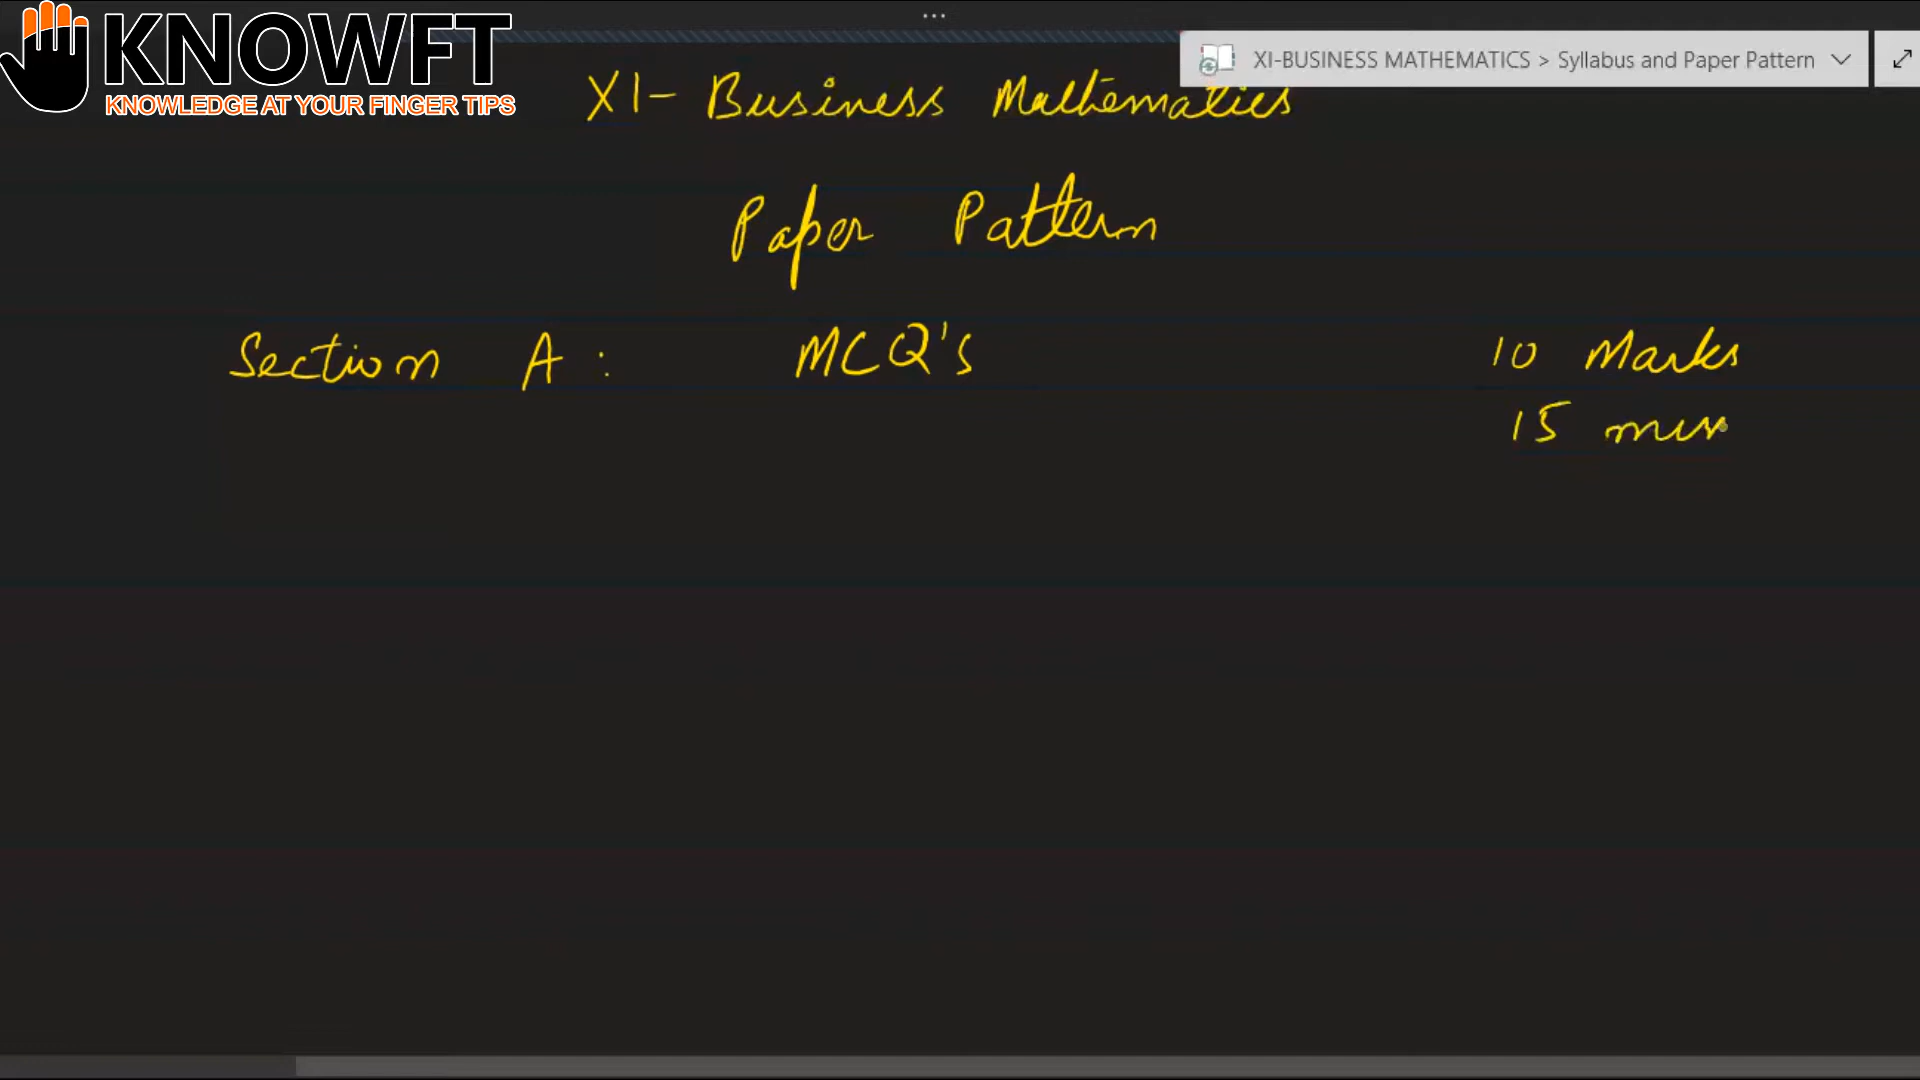 ...
KNOWFT
KNOWLEDGE AT YOUR FINGER TIPS
XI-BUSINESS MATHEMATICS > Syllabus and Paper Pattern
XI- Business Mathematics
Paper Pattern
Section A : MCQ's 10 Marks
15 min